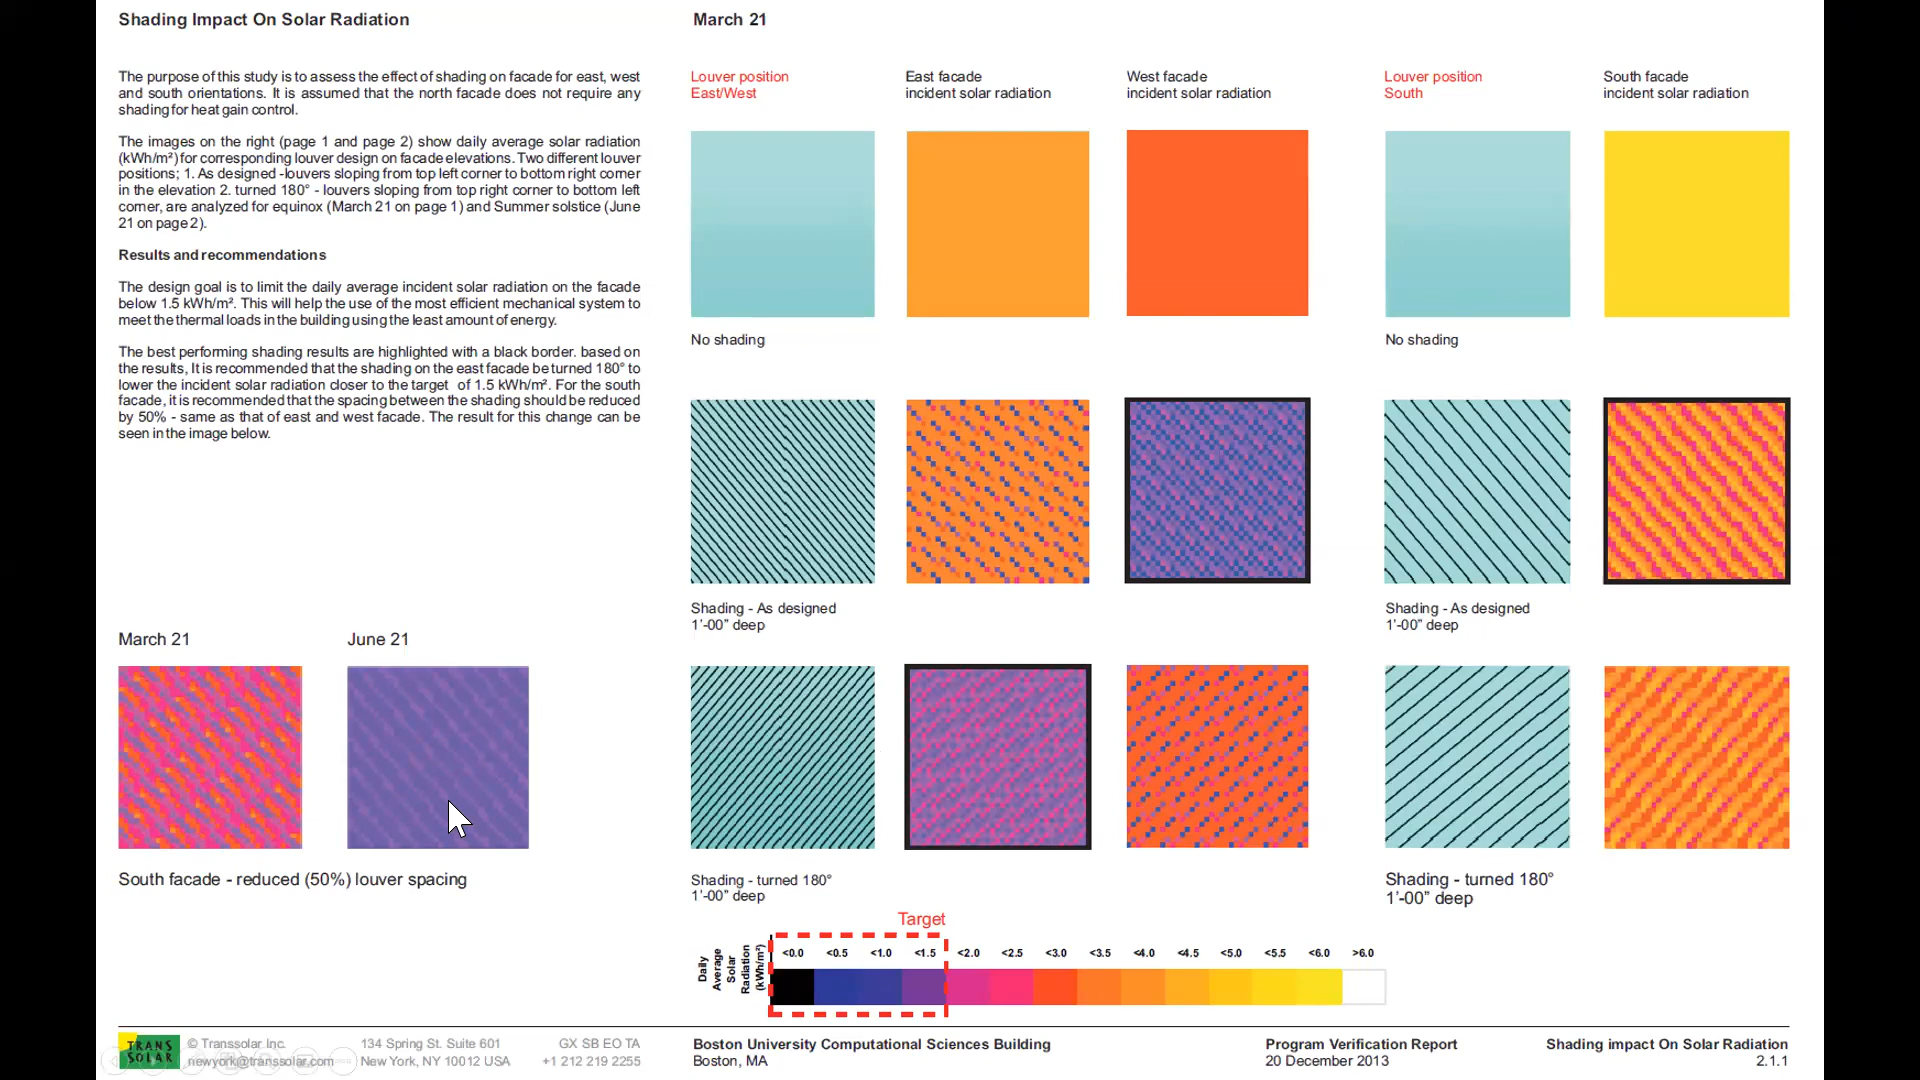 Shading Impact On Solar Radiation
The purpose of this study is to assess the effect of shading on facade for east, west
and south orientations. It is assumed that the north facade does not require any
shading for heat gain control.
The images on the right (page 1 and page 2) show daily average solar radiation
(kWh/m²) for corresponding louver design on facade elevations. Two different louver
positions; 1. As designed -louvers sloping from top left corner to bottom right corner
in the elevation 2. turned 180° - louvers sloping from top right corner to bottom left
corner, are analyzed for equinox (March 21 on page 1) and Summer solstice (June
21 on page 2).
Results and recommendations
The design goal is to limit the daily average incident solar radiation on the facade
below 1.5 kWh/m². This will help the use of the most efficient mechanical system to
meet the thermal loads in the building using the least amount of energy.
The best performing shading results are highlighted with a black border. based on
the results, It is recommended that the shading on the east facade be turned 180° to
lower the incident solar radiation closer to the target of 1.5 kWh/m². For the south
facade, it is recommended that the spacing between the shading should be reduced
by 50% - same as that of east and west facade. The result for this change can be
seen in the image below.
March 21
June 21
South facade - reduced (50%) louver spacing
March 21
Louver position
East/West
East facade
incident solar radiation
West facade
incident solar radiation
Louver position
South
South facade
incident solar radiation
No shading
No shading
Shading - As designed
1'-00" deep
Shading - As designed
1'-00" deep
Shading - turned 180°
1'-00" deep
Shading - turned 180°
1'-00" deep
Target
Daily
Average
Solar
Radiation
(kWh/m²)
<0.0 <0.5 <1.0 <1.5 <2.0 <2.5 <3.0 <3.5 <4.0 <4.5 <5.0 <5.5 <6.0 >6.0
TRANS
SOLAR
© Transsolar Inc.
newyork@transsolar.com
134 Spring St. Suite 601
New York, NY 10012 USA
GX SB EO TA
+1 212 219 2255
Boston University Computational Sciences Building
Boston, MA
Program Verification Report
20 December 2013
Shading impact On Solar Radiation
2.1.1